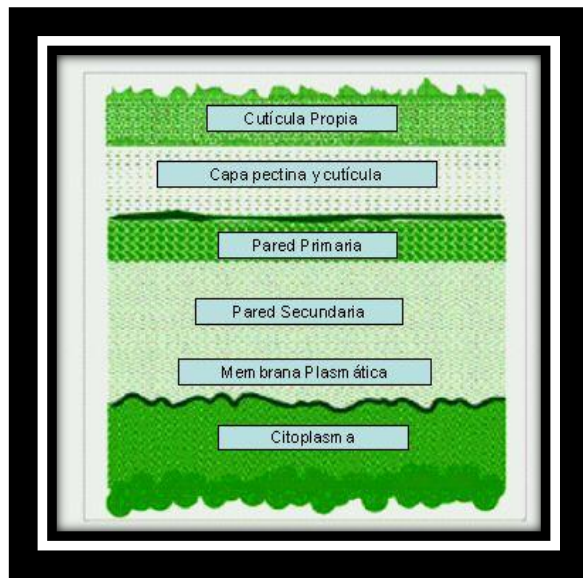 Cutícula Propia
Capa pectina y cutícula
Pared Primaria
Pared Secundaria
Membrana Plasmática
Citoplasma